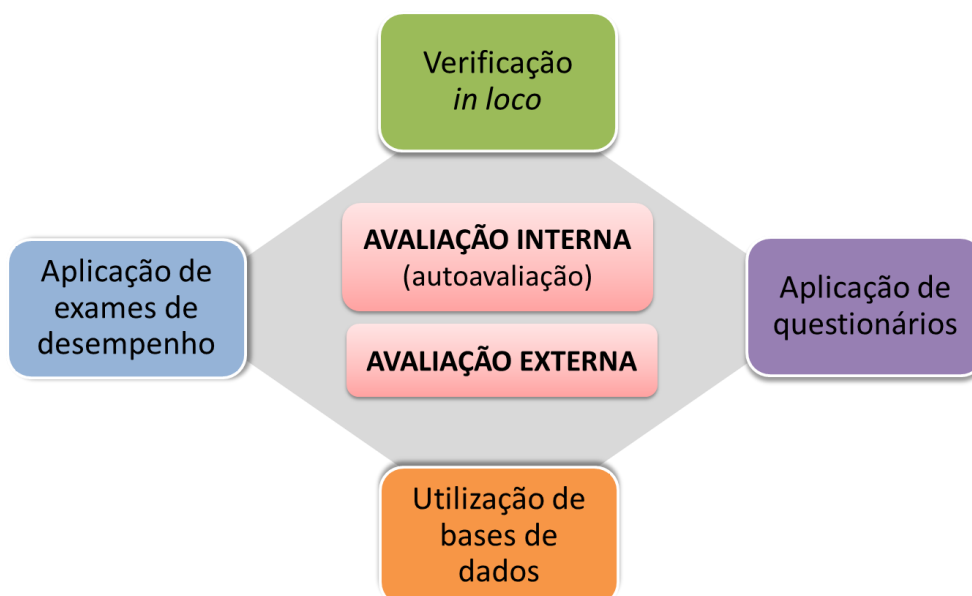 Verificação
in loco
AVALIAÇÃO INTERNA
(autoavaliação)
AVALIAÇÃO EXTERNA
Aplicação de
exames de
desempenho
Aplicação de
questionários
Utilização de
bases de
dados